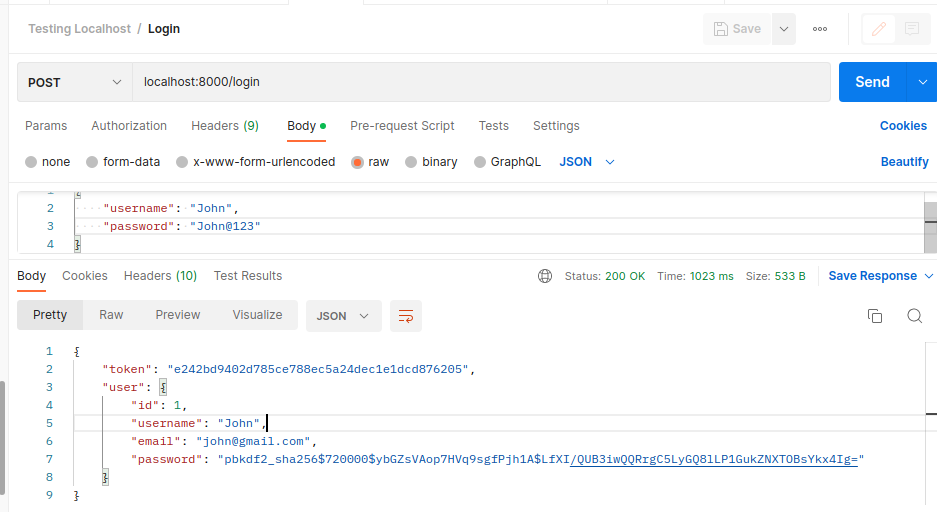 Testing Localhost / Login
Save
POST
localhost:8000/login
Send
Params Authorization Headers (9) Body Pre-request Script Tests Settings Cookies
none form-data x-www-form-urlencoded raw binary GraphQL JSON Beautify
2 "username": "John",
3 "password": "John@123"
4 }
Body Cookies Headers (10) Test Results Status: 200 OK Time: 1023 ms Size: 533 B Save Response
Pretty Raw Preview Visualize JSON
1 {
2 "token": "e242bd9402d785ce788ec5a24dec1e1dcd876205",
3 "user": {
4 "id": 1,
5 "username": "John",
6 "email": "john@gmail.com",
7 "password": "pbkdf2_sha256$720000$ybGZsVAop7HVq9sgfPjh1A$LfXI/QUB3iwQQRrgC5LyGQ8lLP1GukZNXTOBsYkx4Ig="
8 }
9 }